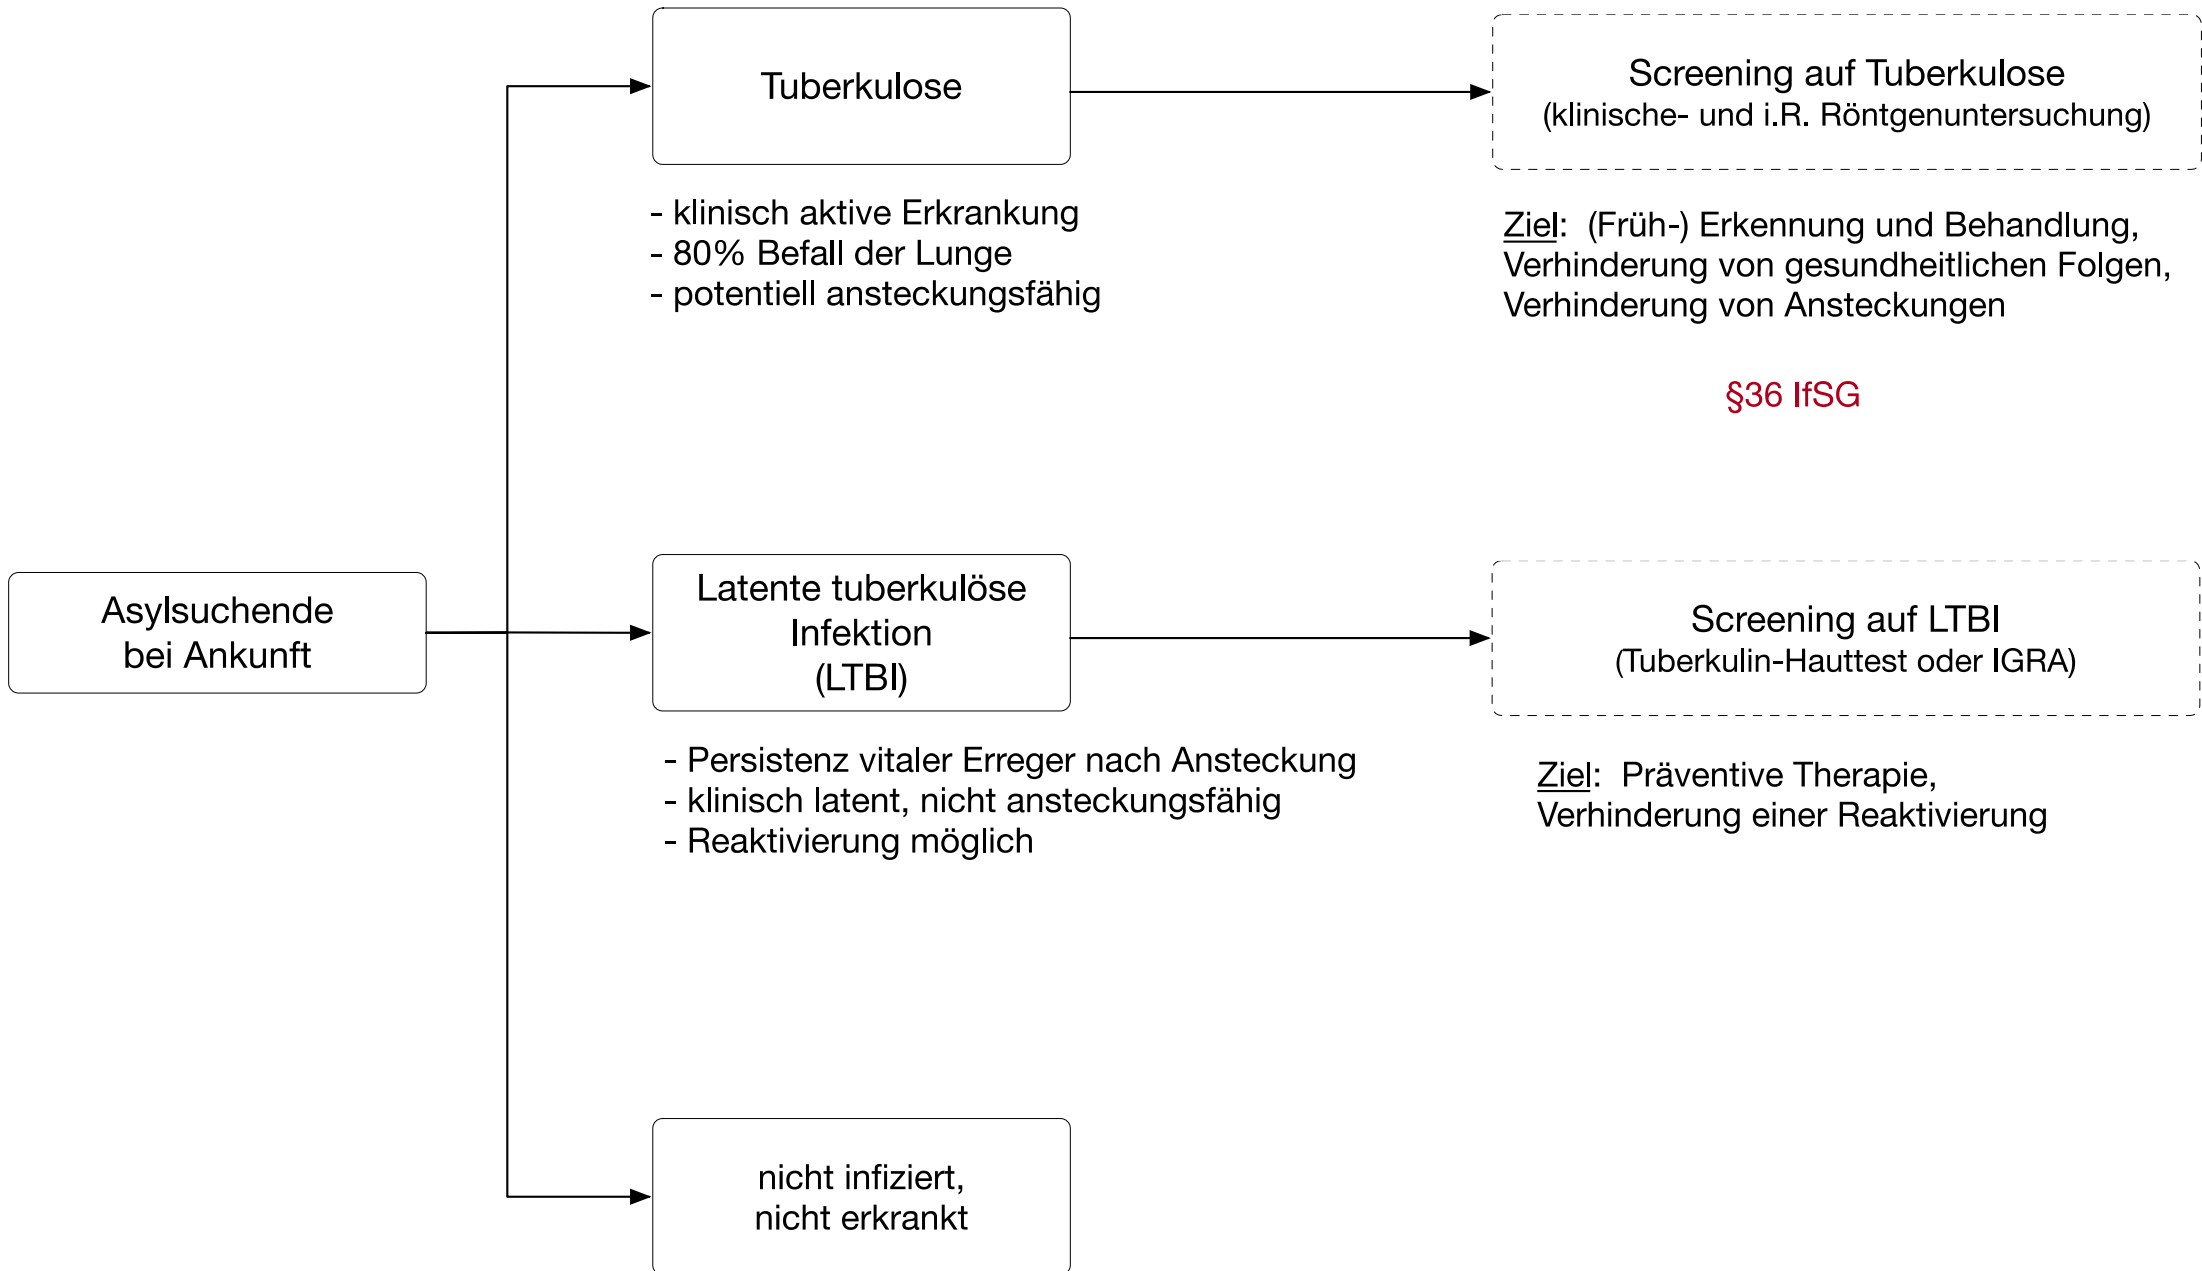 Tuberkulose
- klinisch aktive Erkrankung
- 80% Befall der Lunge
- potentiell ansteckungsfähig
Screening auf Tuberkulose
(klinische- und i.R. Röntgenuntersuchung)
Ziel:  (Früh-) Erkennung und Behandlung,
Verhinderung von gesundheitlichen Folgen,
Verhinderung von Ansteckungen
§36 IfSG
Asylsuchende
bei Ankunft
Latente tuberkulöse
Infektion
(LTBI)
- Persistenz vitaler Erreger nach Ansteckung
- klinisch latent, nicht ansteckungsfähig
- Reaktivierung möglich
Screening auf LTBI
(Tuberkulin-Hauttest oder IGRA)
Ziel:  Präventive Therapie,
Verhinderung einer Reaktivierung
nicht infiziert,
nicht erkrankt